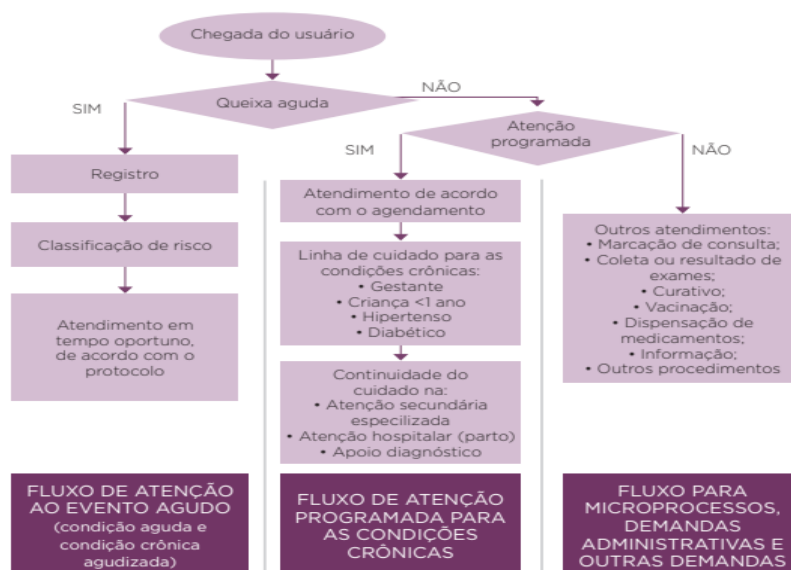 Chegada do usuário
Queixa aguda
SIM
NÃO
Atenção
programada
SIM
NÃO
Registro
Classificação de risco
Atendimento em
tempo oportuno,
de acordo com o
protocolo
Atendimento de acordo
com o agendamento
Linha de cuidado para as
condições crônicas:
• Gestante
• Criança <1 ano
• Hipertenso
• Diabético
Continuidade do
cuidado na:
• Atenção secundária
especilizada
• Atenção hospitalar (parto)
• Apoio diagnóstico
Outros atendimentos:
• Marcação de consulta;
• Coleta ou resultado de
exames;
• Curativo;
• Vacinação;
• Dispensação de
medicamentos;
• Informação;
• Outros procedimentos
FLUXO DE ATENÇÃO
AO EVENTO AGUDO
(condição aguda e
condição crônica
agudizada)
FLUXO DE ATENÇÃO
PROGRAMADA PARA
AS CONDIÇÕES
CRÔNICAS
FLUXO PARA
MICROPROCESSOS,
DEMANDAS
ADMINISTRATIVAS E
OUTRAS DEMANDAS